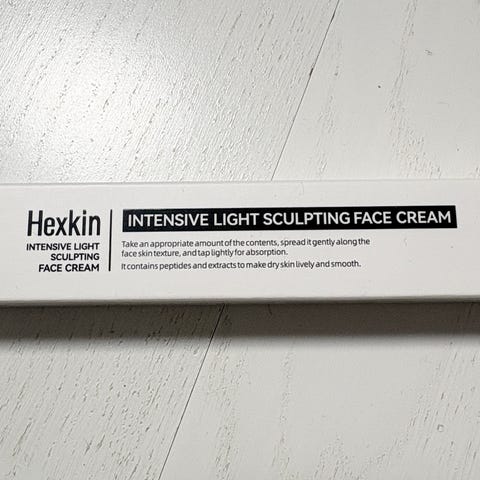 Hexkin
INTENSIVE LIGHT
SCULPTING
FACE CREAM
INTENSIVE LIGHT SCULPTING FACE CREAM
Take an appropriate amount of the contents, spread it gently along the
face skin texture, and tap lightly for absorption.
It contains peptides and extracts to make dry skin lively and smooth.